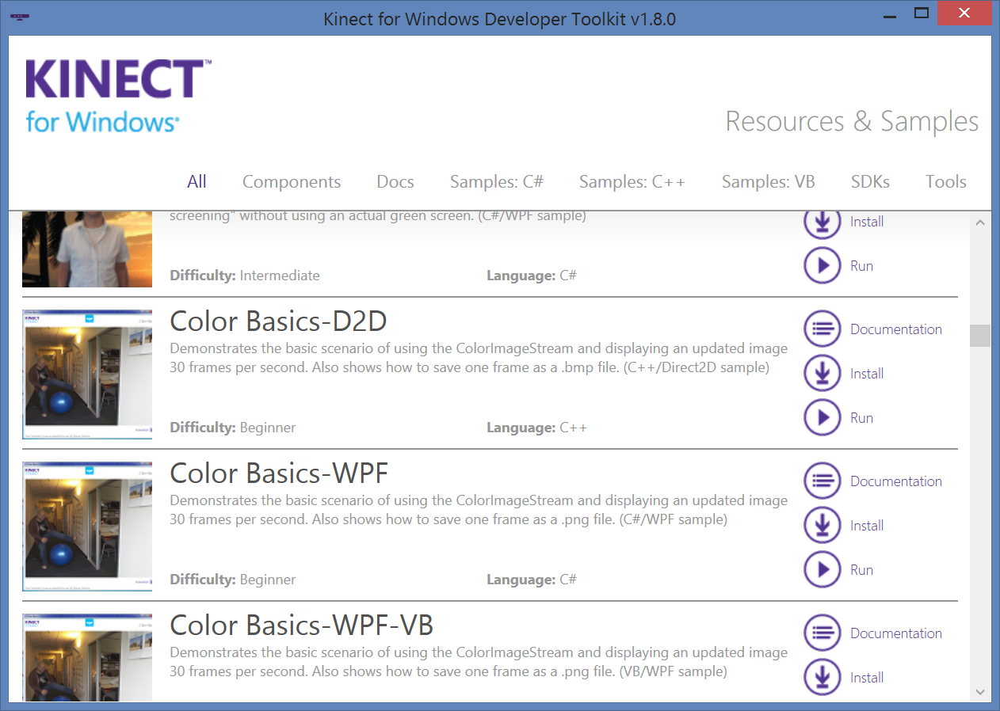 Kinect for Windows Developer Toolkit v1.8.0
KINECT™
for Windows®
Resources & Samples
All Components Docs Samples: C# Samples: C++ Samples: VB SDKs Tools
screening" without using an actual green screen. (C#/WPF sample)
Install
Run
Difficulty: Intermediate Language: C#
Color Basics-D2D
Demonstrates the basic scenario of using the ColorImageStream and displaying an updated image
30 frames per second. Also shows how to save one frame as a .bmp file. (C++/Direct2D sample)
Documentation
Install
Run
Difficulty: Beginner Language: C++
Color Basics-WPF
Demonstrates the basic scenario of using the ColorImageStream and displaying an updated image
30 frames per second. Also shows how to save one frame as a .png file. (C#/WPF sample)
Documentation
Install
Run
Difficulty: Beginner Language: C#
Color Basics-WPF-VB
Demonstrates the basic scenario of using the ColorImageStream and displaying an updated image
30 frames per second. Also shows how to save one frame as a .png file. (VB/WPF sample)
Documentation
Install